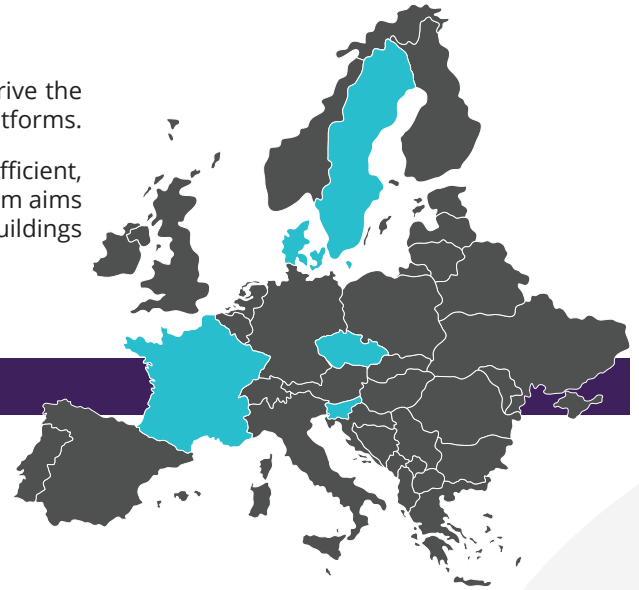 rive the
tforms.
fficient,
m aims
uildings